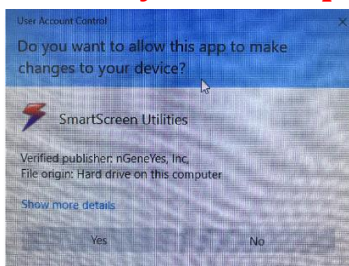 User Account Control
Do you want to allow this app to make
changes to your device?
SmartScreen Utilities
Verified publisher: nGeneYes, Inc.
File origin: Hard drive on this computer
Show more details
Yes
No